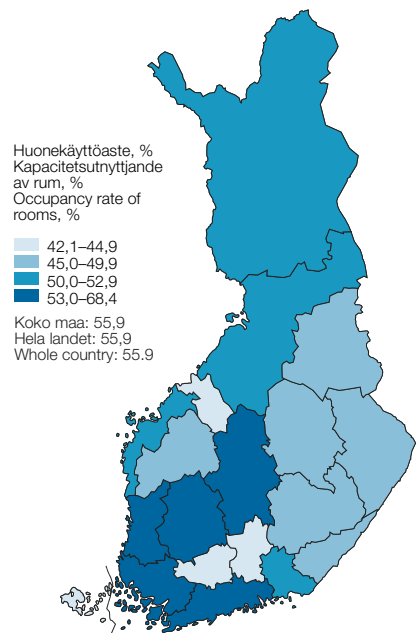 Huonekäyttöaste, %
Kapacitetsutnyttjande
av rum, %
Occupancy rate of
rooms, %
42,1–44,9
45,0–49,9
50,0–52,9
53,0–68,4
Koko maa: 55,9
Hela landet: 55,9
Whole country: 55.9